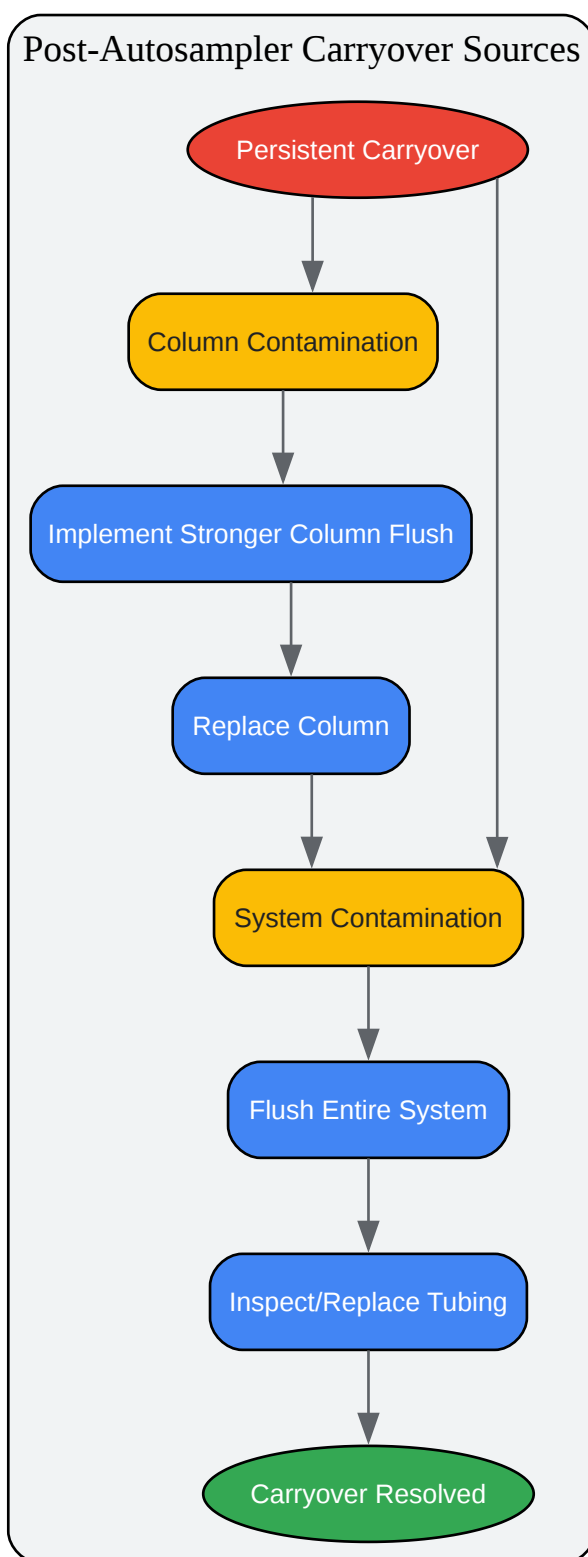 Post-Autosampler Carryover Sources
Persistent Carryover
Column Contamination
Implement Stronger Column Flush
Replace Column
System Contamination
Flush Entire System
Inspect/Replace Tubing
Carryover Resolved